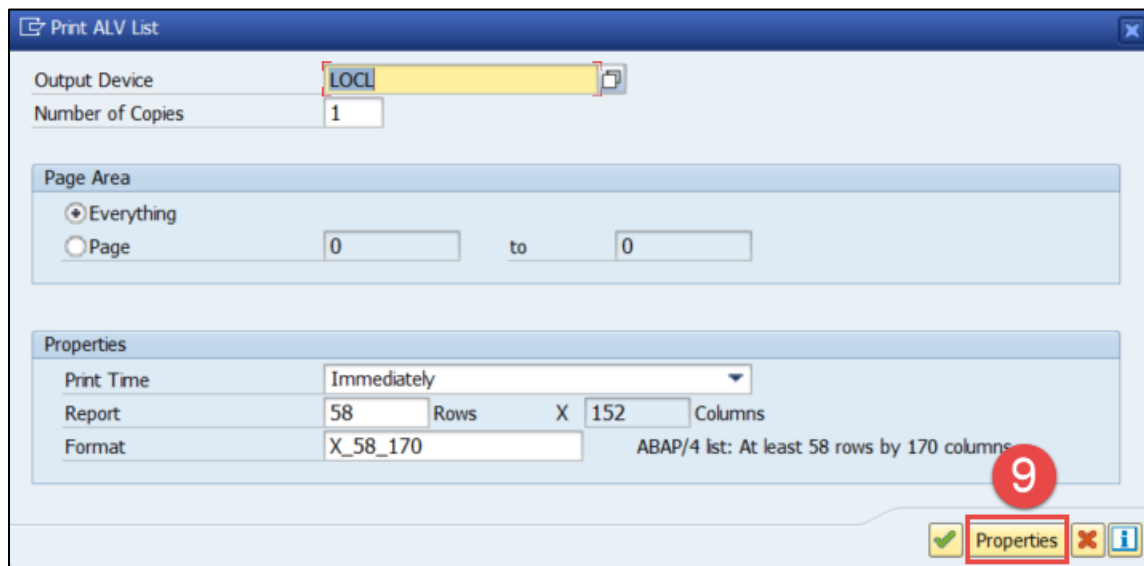 Print ALV List
Output Device LOCL
Number of Copies 1
Page Area
Everything
Page 0 to 0
Properties
Print Time Immediately
Report 58 Rows X 152 Columns
Format X_58_170 ABAP/4 list: At least 58 rows by 170 columns
9
Properties